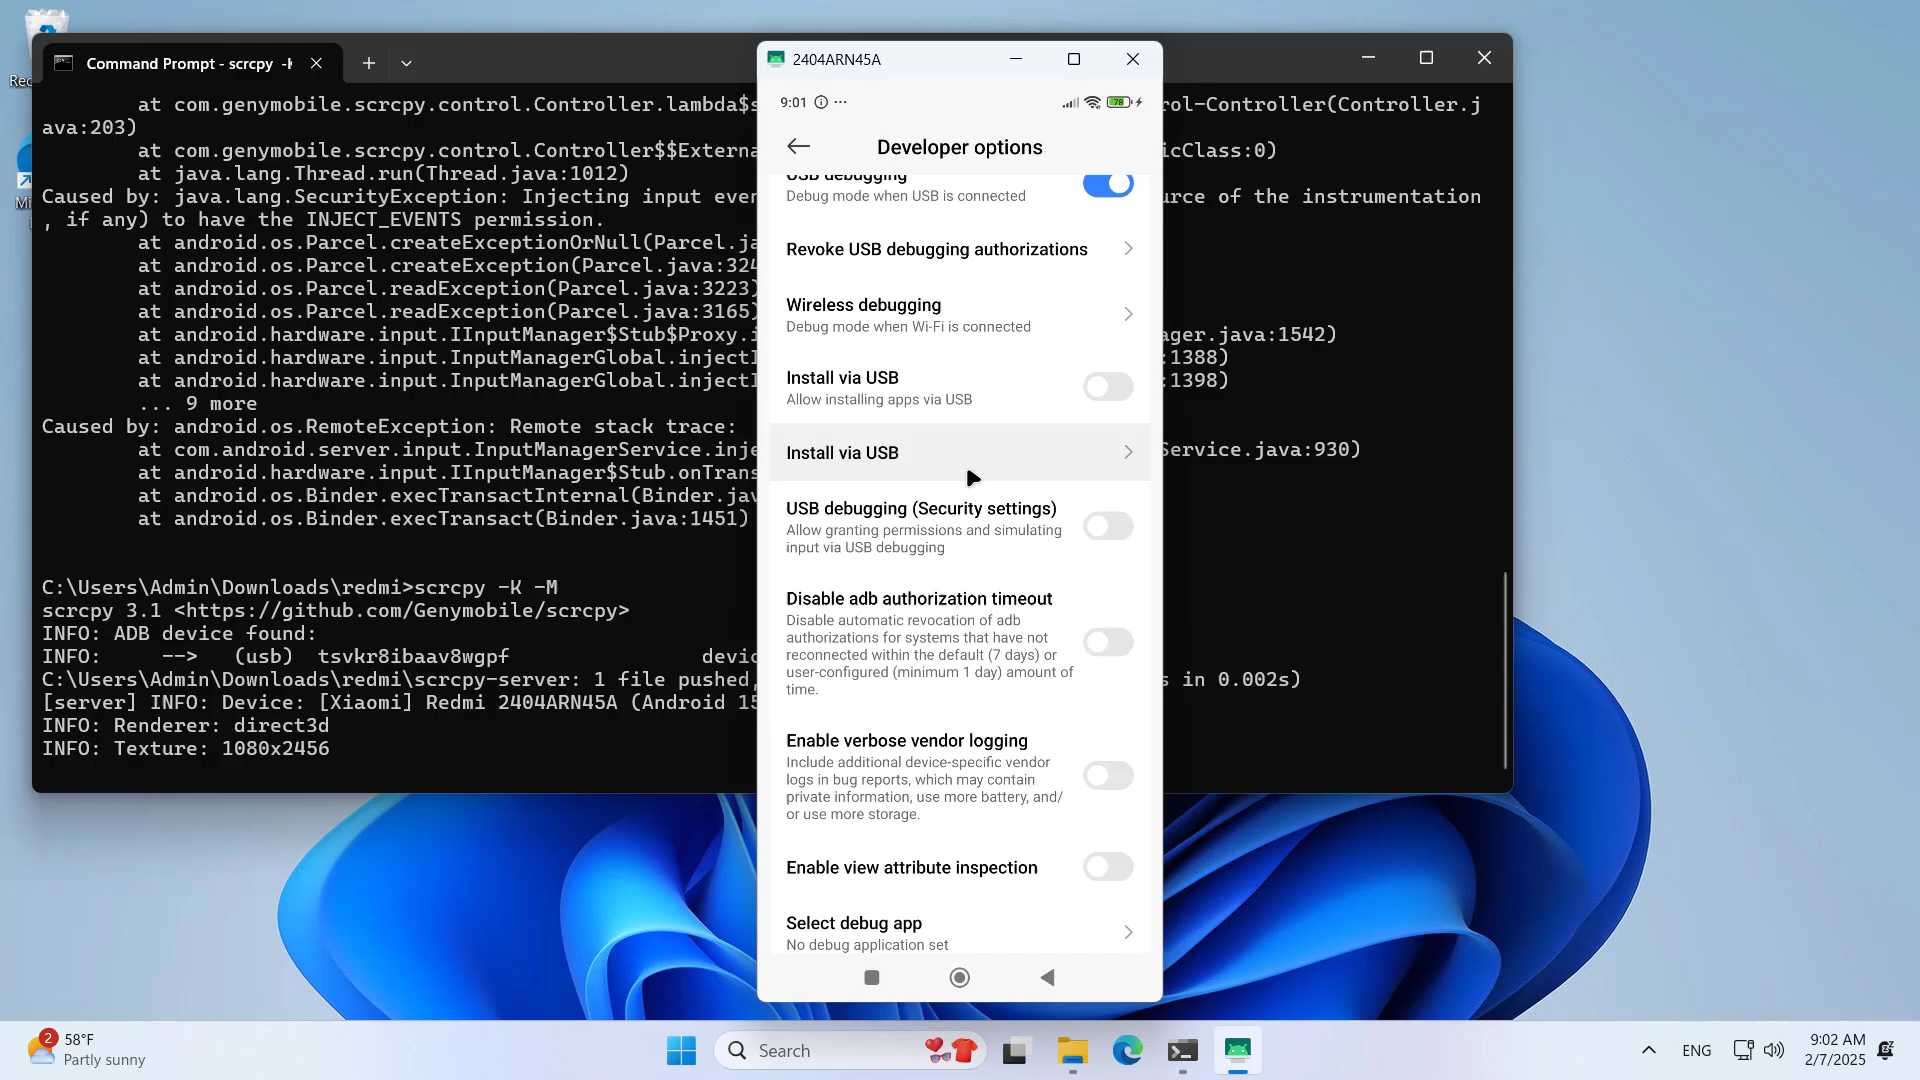 Command Prompt - scrcpy -K
at com.genymobile.scrcpy.control.Controller.lambda$s
rol-Controller(Controller.j
ava:203)
at com.genymobile.scrcpy.control.Controller$$Externa
icClass:0)
at java.lang.Thread.run(Thread.java:1012)
Caused by: java.lang.SecurityException: Injecting input even
urce of the instrumentation
, if any) to have the INJECT_EVENTS permission.
at android.os.Parcel.createExceptionOrNull(Parcel.ja
at android.os.Parcel.createException(Parcel.java:324
at android.os.Parcel.readException(Parcel.java:3223)
at android.os.Parcel.readException(Parcel.java:3165)
at android.hardware.input.IInputManager$Stub$Proxy.i
ager.java:1542)
at android.hardware.input.InputManagerGlobal.injectI
:1388)
at android.hardware.input.InputManagerGlobal.injectI
:1398)
... 9 more
Caused by: android.os.RemoteException: Remote stack trace:
at com.android.server.input.InputManagerService.inje
Service.java:930)
at android.hardware.input.IInputManager$Stub.onTrans
at android.os.Binder.execTransactInternal(Binder.jav
at android.os.Binder.execTransact(Binder.java:1451)
C:\Users\Admin\Downloads\redmi>scrcpy -K -M
scrcpy 3.1 <https://github.com/Genymobile/scrcpy>
INFO: ADB device found:
INFO: --> (usb) tsvkr8ibaav8wgpf devic
C:\Users\Admin\Downloads\redmi\scrcpy-server: 1 file pushed,
s in 0.002s)
[server] INFO: Device: [Xiaomi] Redmi 2404ARN45A (Android 15
INFO: Renderer: direct3d
INFO: Texture: 1080x2456
2404ARN45A
9:01
78
Developer options
USB debugging
Debug mode when USB is connected
Revoke USB debugging authorizations
Wireless debugging
Debug mode when Wi-Fi is connected
Install via USB
Allow installing apps via USB
Install via USB
USB debugging (Security settings)
Allow granting permissions and simulating
input via USB debugging
Disable adb authorization timeout
Disable automatic revocation of adb
authorizations for systems that have not
reconnected within the default (7 days) or
user-configured (minimum 1 day) amount of
time.
Enable verbose vendor logging
Include additional device-specific vendor
logs in bug reports, which may contain
private information, use more battery, and/
or use more storage.
Enable view attribute inspection
Select debug app
No debug application set
2
58°F
Partly sunny
Search
ENG
9:02 AM
2/7/2025